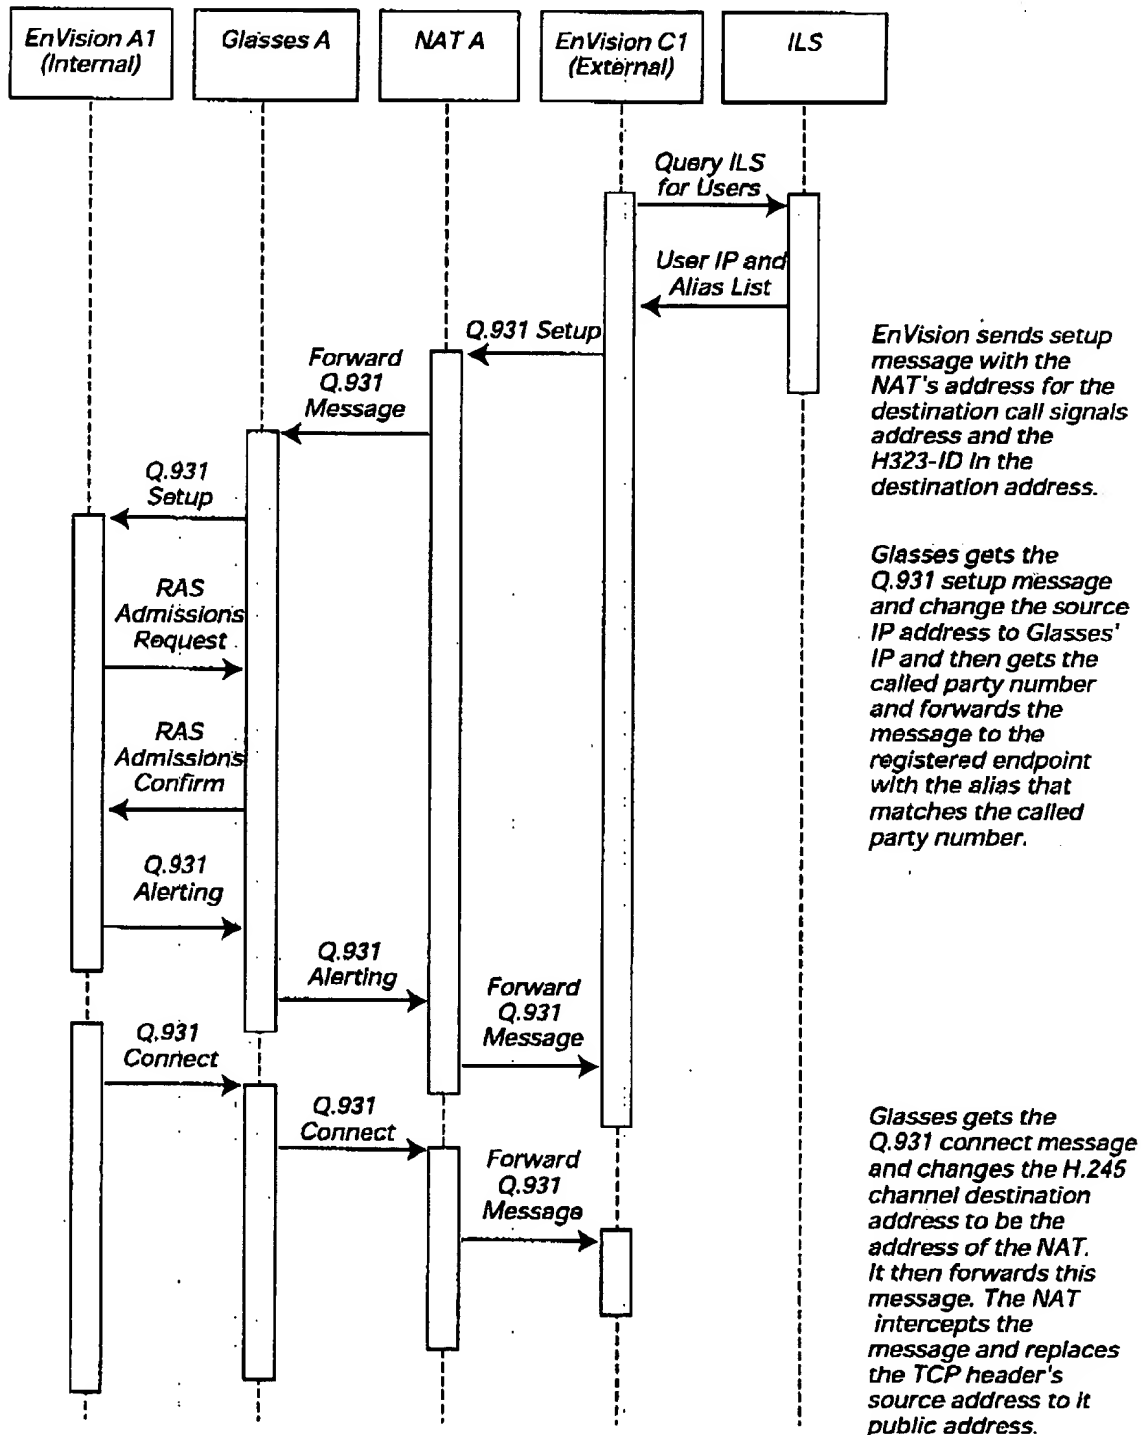 EnVision A1
(Internal)
Glasses A
NAT A
EnVision C1
(External)
ILS
Query ILS
for Users
User IP and
Alias List
Q.931 Setup
Forward
Q.931
Message
Q.931
Setup
RAS
Admissions
Request
RAS
Admissions
Confirm
Q.931
Alerting
Q.931
Alerting
Forward
Q.931
Message
Q.931
Connect
Q.931
Connect
Forward
Q.931
Message
EnVision sends setup
message with the
NAT's address for the
destination call signals
address and the
H323-ID In the
destination address.
Glasses gets the
Q.931 setup message
and change the source
IP address to Glasses'
IP and then gets the
called party number
and forwards the
message to the
registered endpoint
with the alias that
matches the called
party number.
Glasses gets the
Q.931 connect message
and changes the H.245
channel destination
address to be the
address of the NAT.
It then forwards this
message. The NAT
intercepts the
message and replaces
the TCP header's
source address to it
public address.